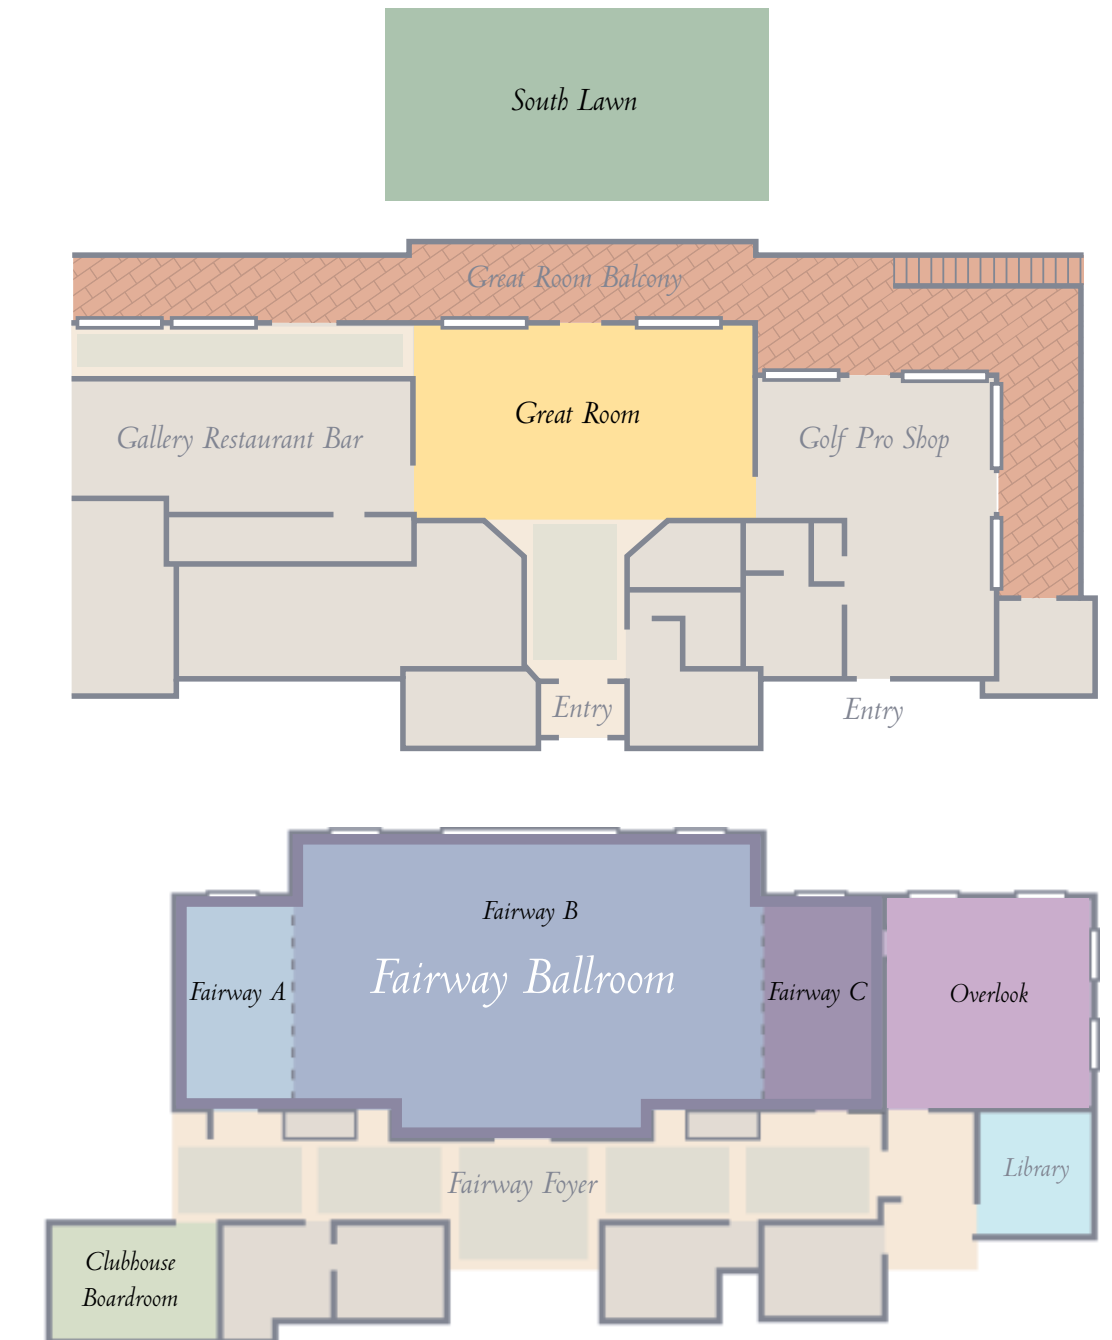 South Lawn
Great Room Balcony
Great Room
Gallery Restaurant Bar
Golf Pro Shop
Entry
Entry
Fairway B
Fairway Ballroom
Fairway A
Fairway C
Overlook
Library
Fairway Foyer
Clubhouse
Boardroom